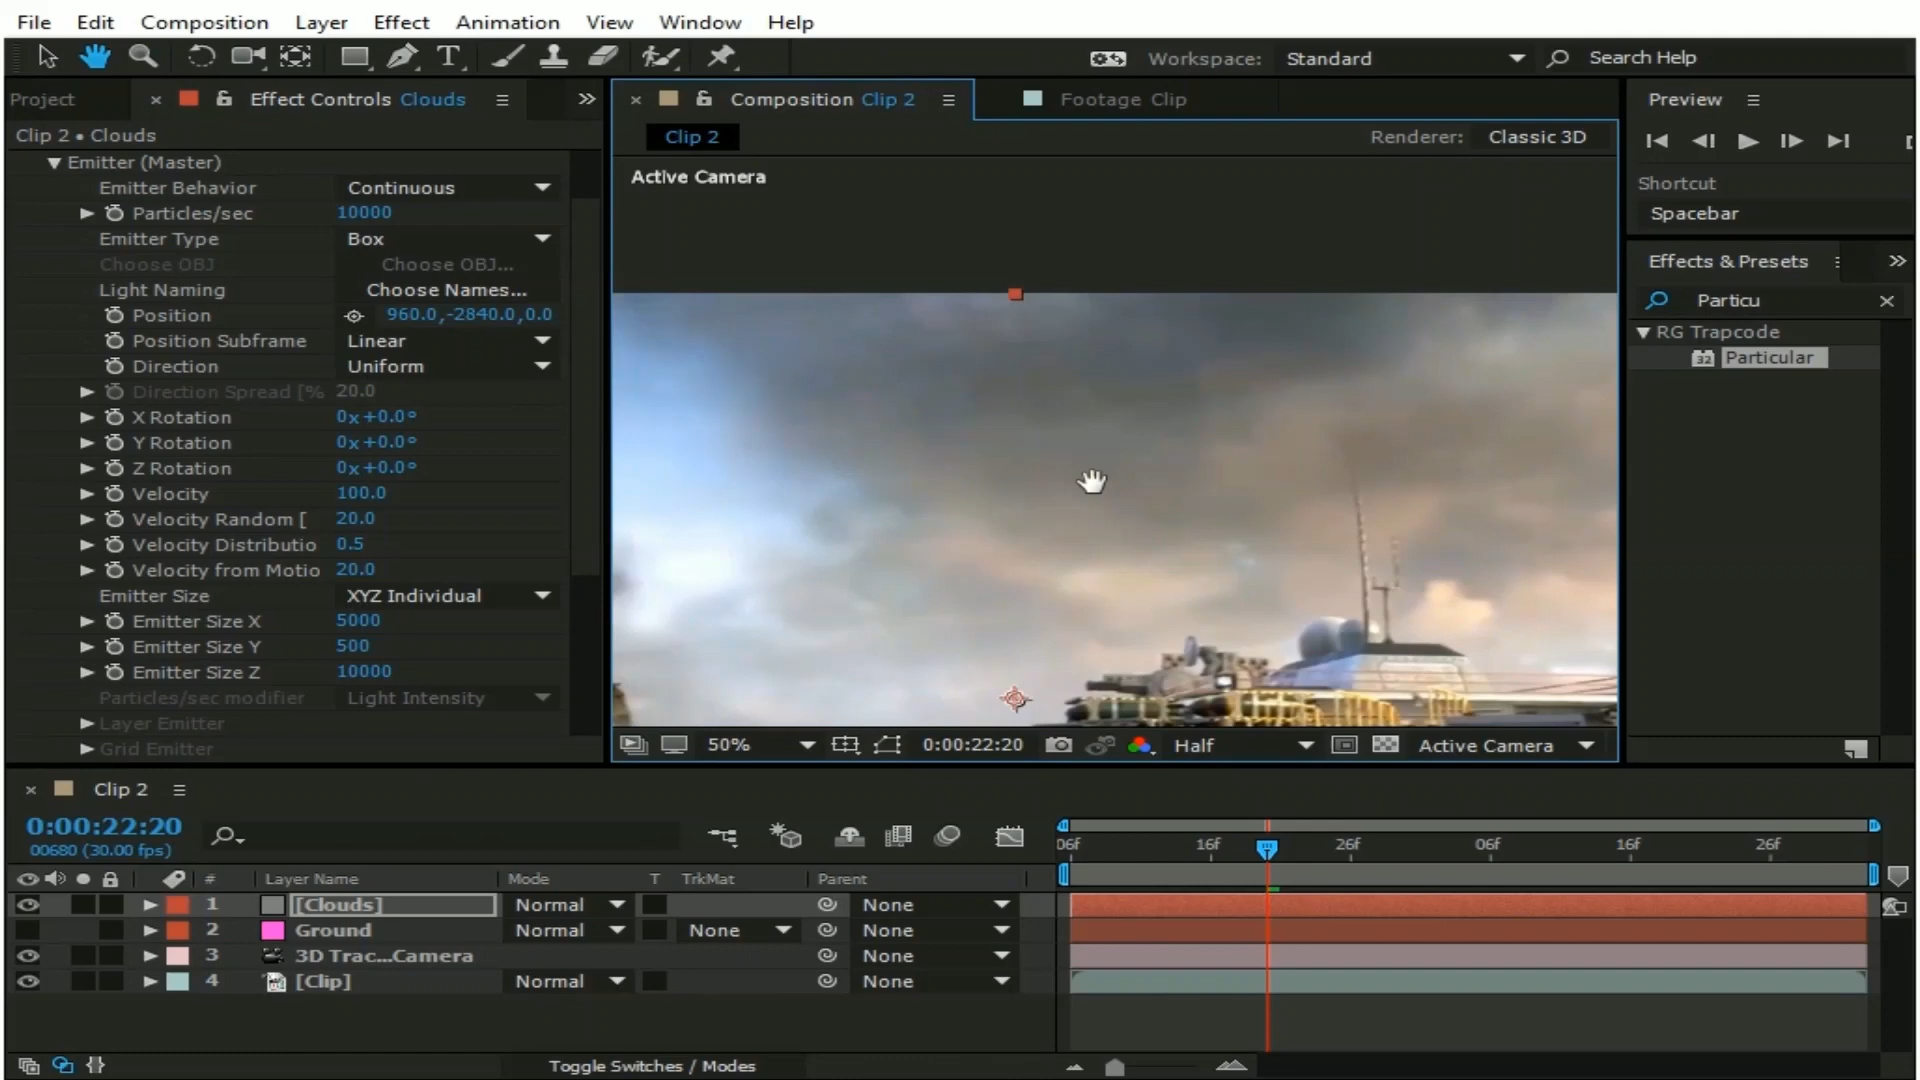 File Edit Composition Layer Effect Animation View Window Help
T Workspace: Standard Search Help
Project Effect Controls Clouds
Composition Clip 2 Footage Clip
Preview
Clip 2 • Clouds
Clip 2 Renderer: Classic 3D
Active Camera
Emitter (Master)
Emitter Behavior Continuous
Particles/sec 10000
Emitter Type Box
Choose OBJ Choose OBJ...
Light Naming Choose Names...
Position 960.0,-2840.0,0.0
Position Subframe Linear
Direction Uniform
Direction Spread [% 20.0
X Rotation 0x+0.0°
Y Rotation 0x+0.0°
Z Rotation 0x+0.0°
Velocity 100.0
Velocity Random [ 20.0
Velocity Distributio 0.5
Velocity from Motio 20.0
Emitter Size XYZ Individual
Emitter Size X 5000
Emitter Size Y 500
Emitter Size Z 10000
Particles/sec modifier Light Intensity
Layer Emitter
Grid Emitter
50% 0:00:22:20 Half Active Camera
Shortcut
Spacebar
Effects & Presets
Particu
RG Trapcode
32 Particular
Clip 2
0:00:22:20
00680 (30.00 fps)
06f 16f 26f 06f 16f 26f
# Layer Name Mode T TrkMat Parent
1 [Clouds] Normal None
2 Ground Normal None None
3 3D Trac...Camera None
4 [Clip] Normal None
Toggle Switches / Modes